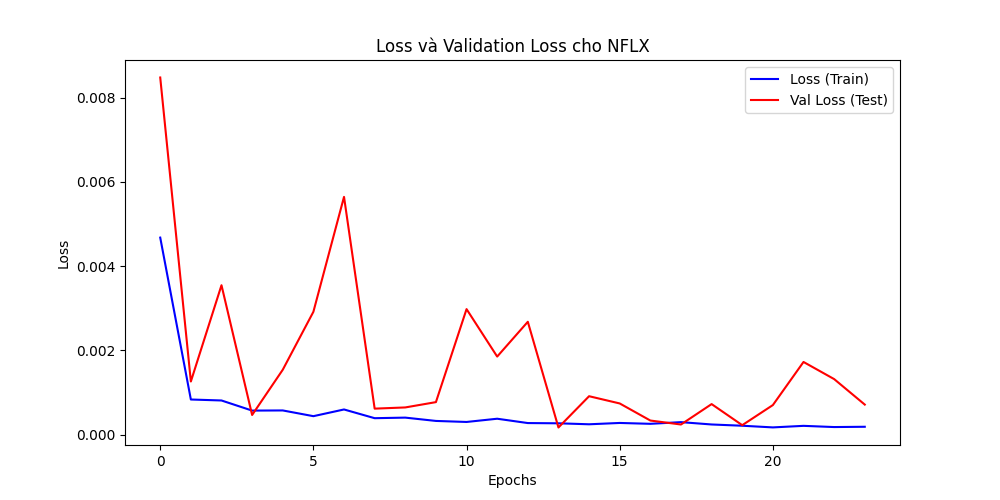 Loss và Validation Loss cho NFLX
Loss (Train)
Val Loss (Test)
0.008
0.006
0.004
0.002
0.000
Loss
0
5
10
15
20
Epochs